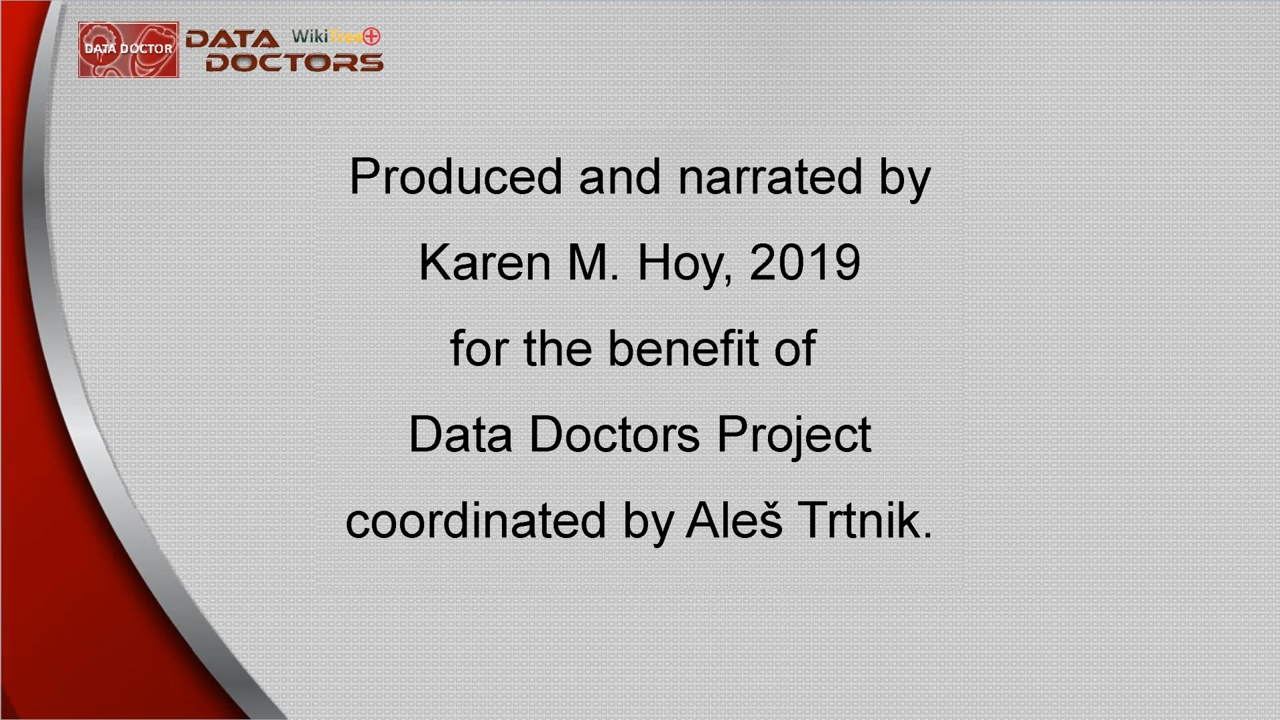 DATA DOCTOR
DATA WikiTree+
DOCTORS
Produced and narrated by
Karen M. Hoy, 2019
for the benefit of
Data Doctors Project
coordinated by Aleš Trtnik.